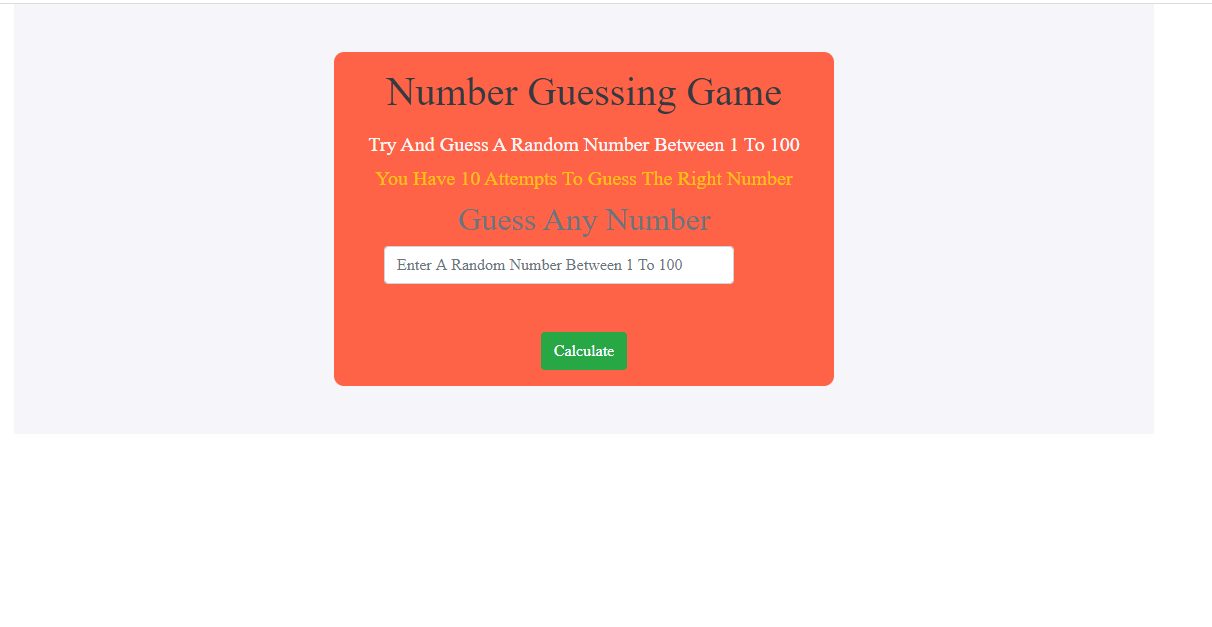 Number Guessing Game
Try And Guess A Random Number Between 1 To 100
You Have 10 Attempts To Guess The Right Number
Guess Any Number
Enter A Random Number Between 1 To 100
Calculate